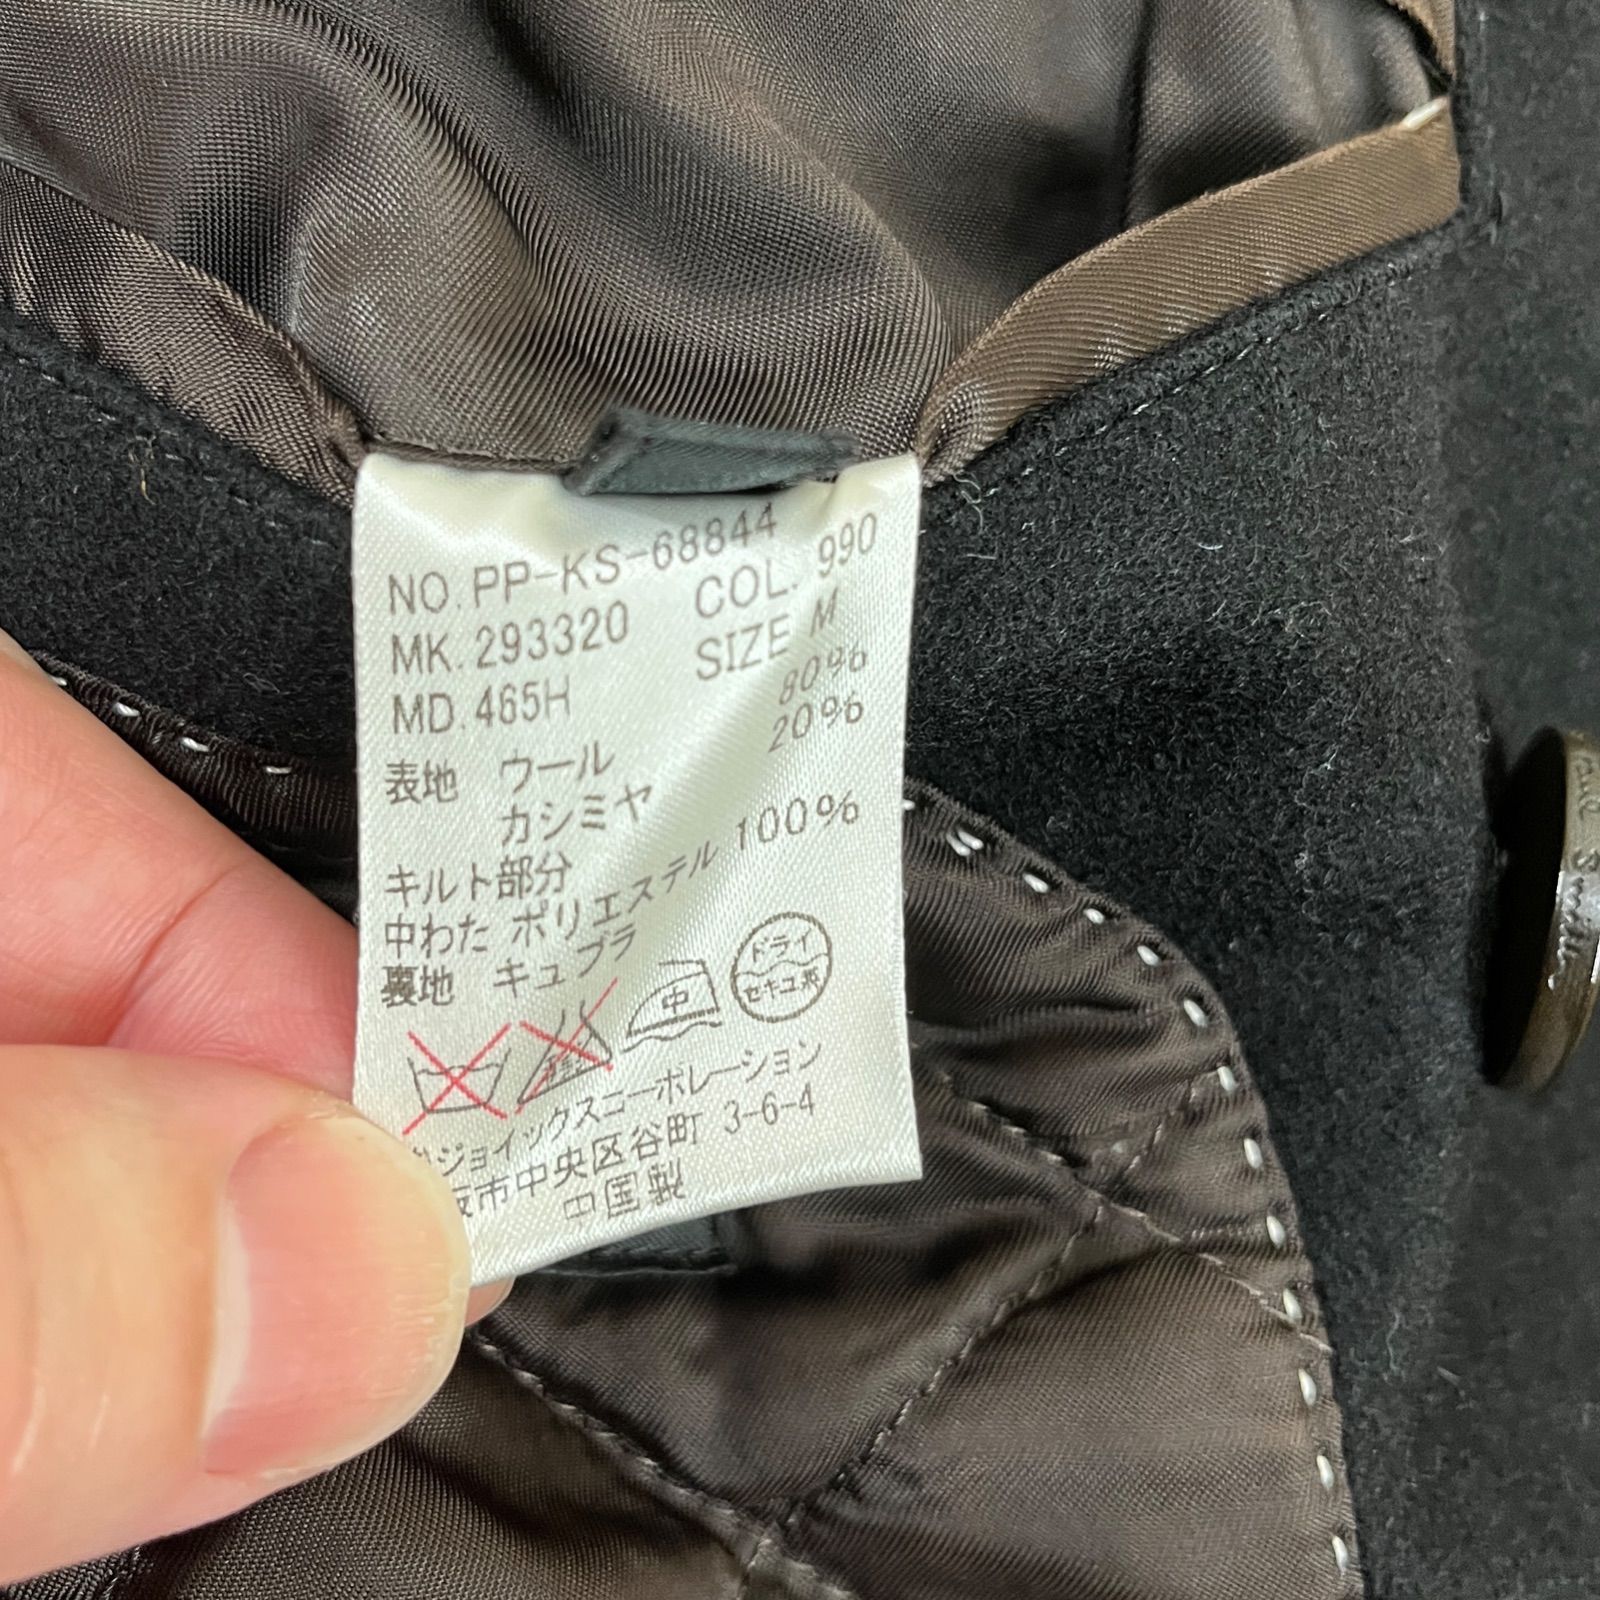 NO. PP-KS-68844
MK. 293320 COL. 990
MD. 465H SIZE M
表地 ウール 80%
カシミヤ 20%
キルト部分
中わた ポリエステル 100%
裏地 キュプラ
中
ドライ
セキユ系
ジョイックスコーポレーション
阪市中央区谷町 3-6-4
中国製
Paul Smith